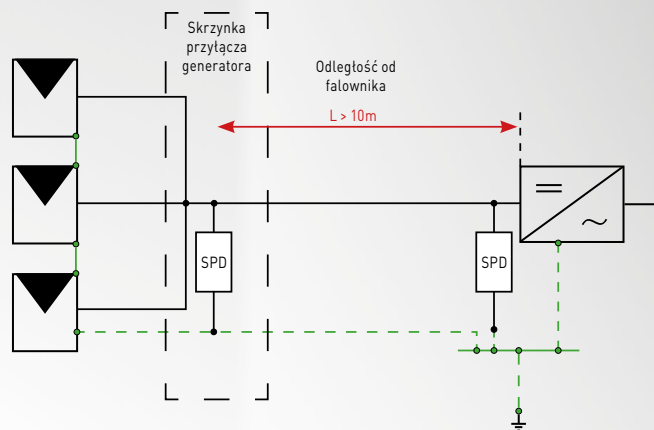 Skrzynka
przyłącza
generatora
Odległość od
falownika
L > 10m
SPD
SPD